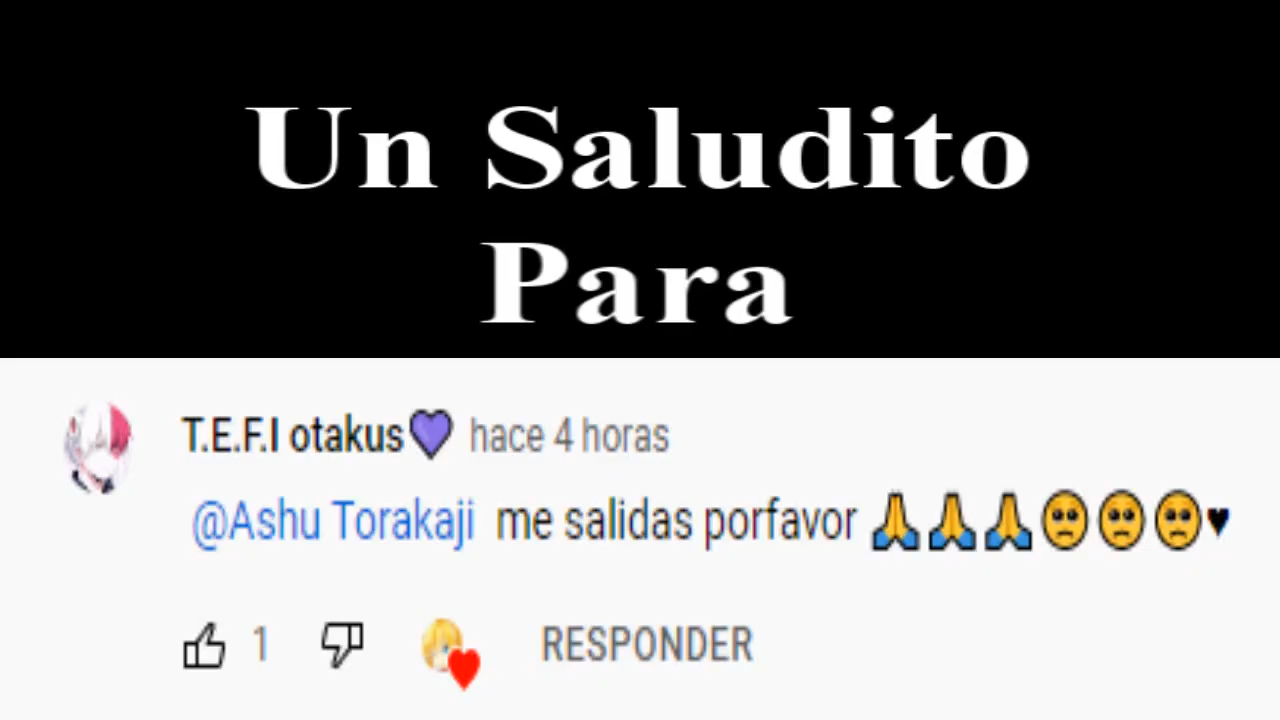 Un Saludito
Para
T.E.F.I otakus💜 hace 4 horas
@Ashu Torakaji me salidas porfavor 🙏🙏🙏🥺🥺🥺♥
1 RESPONDER